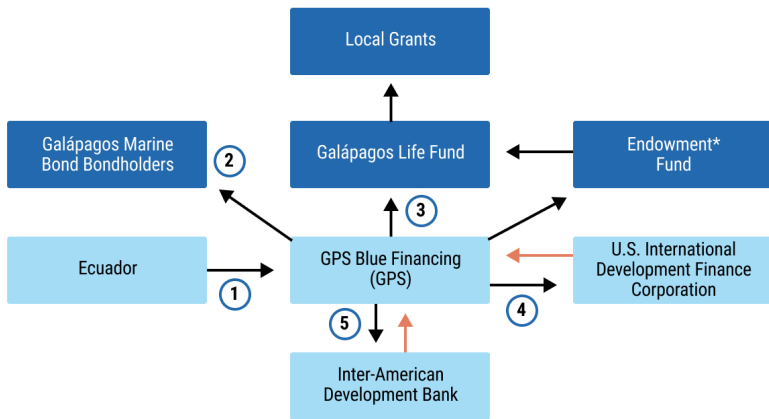 Local Grants
Galápagos Marine
Bond Bondholders
2
Galápagos Life Fund
Endowment*
Fund
3
Ecuador
1
GPS Blue Financing
(GPS)
U.S. International
Development Finance
Corporation
4
5
Inter-American
Development Bank